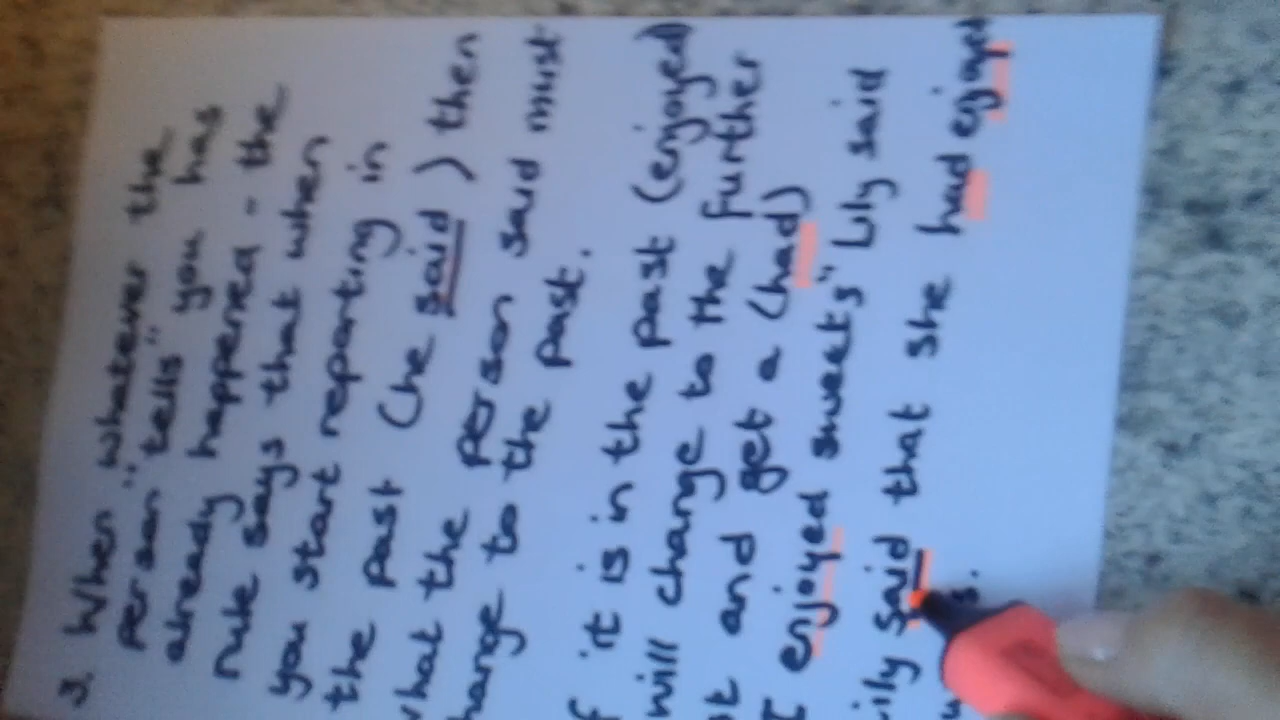 3. When "whatever the
person tells" you has
already happened - the
rule says that when
you start reporting in
the past (he said) then
what the person said must
change to the past.
If it is in the past (enjoyed)
will change to the further
and get a (had)
I enjoyed sweets" Lily said
Lily said that she had enjoyed